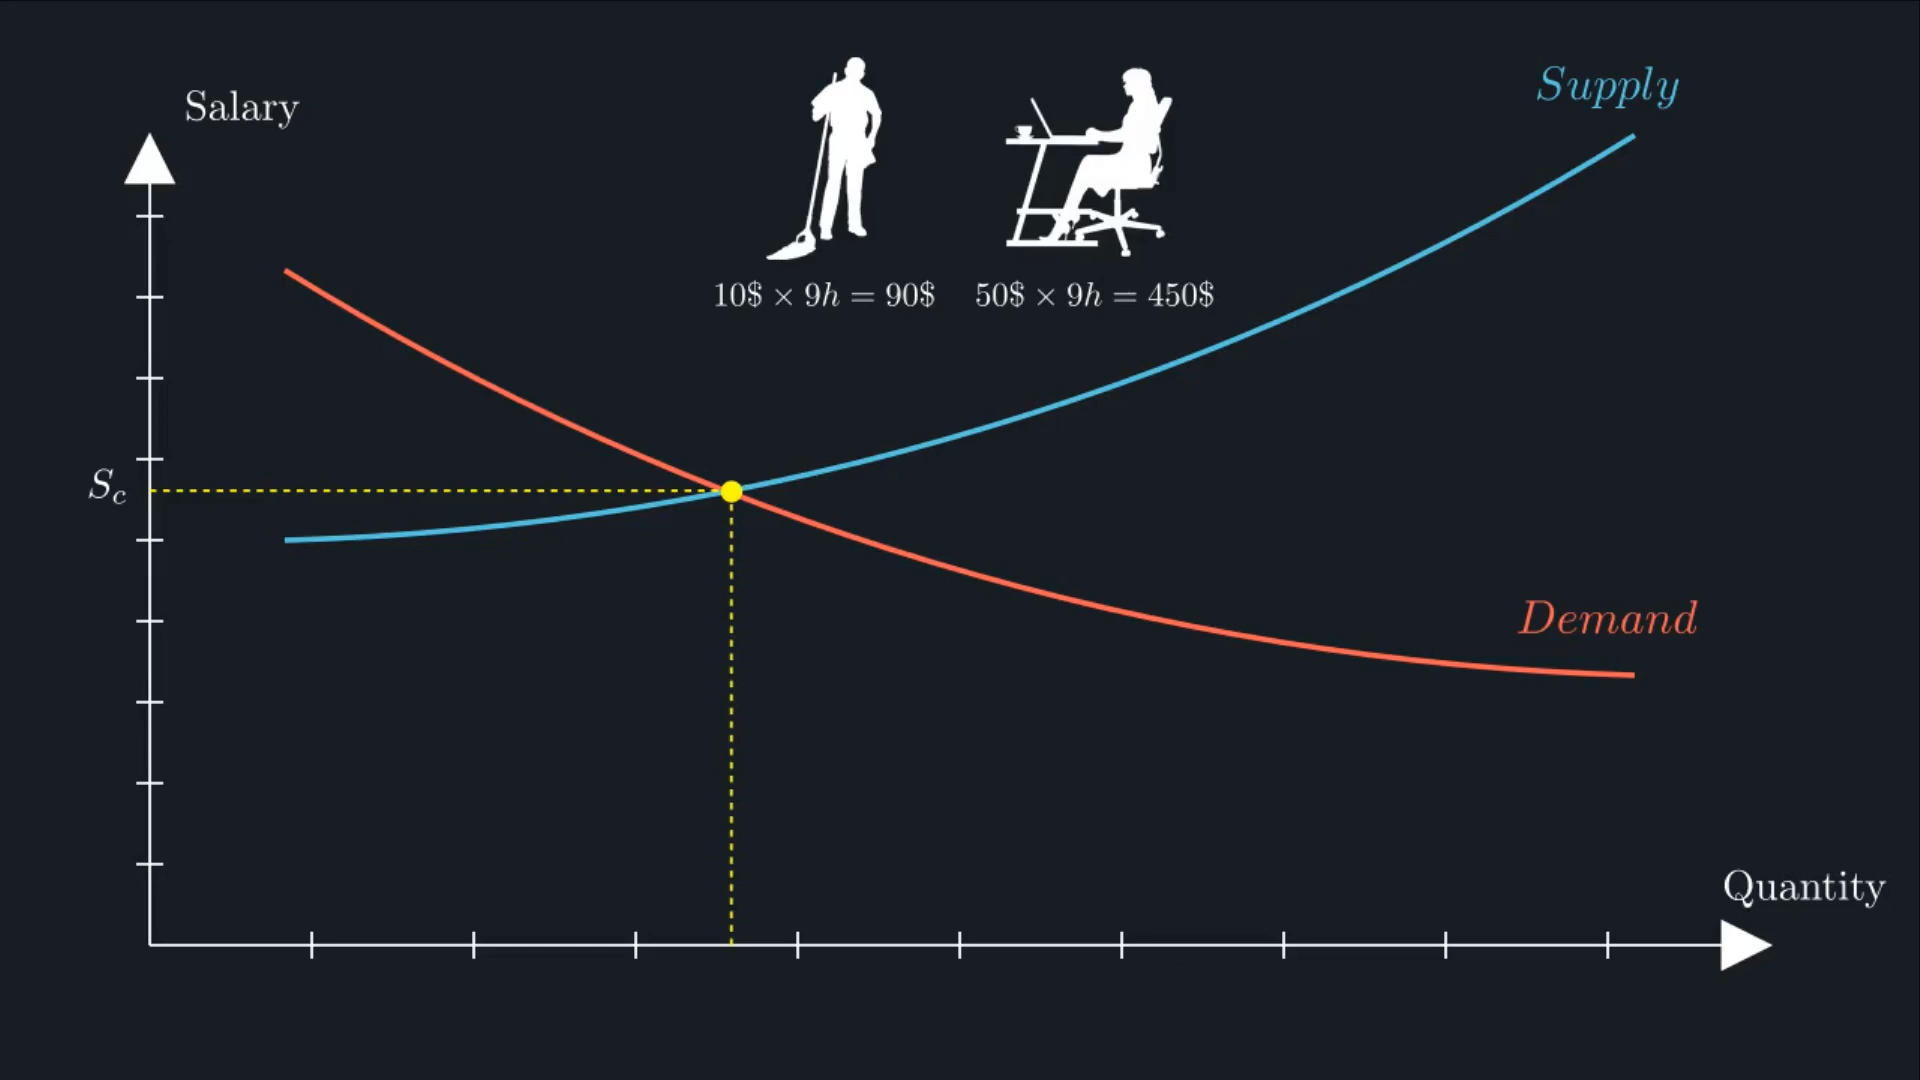 Salary
Supply
10$ × 9h = 90$
50$ × 9h = 450$
S_c
Demand
Quantity